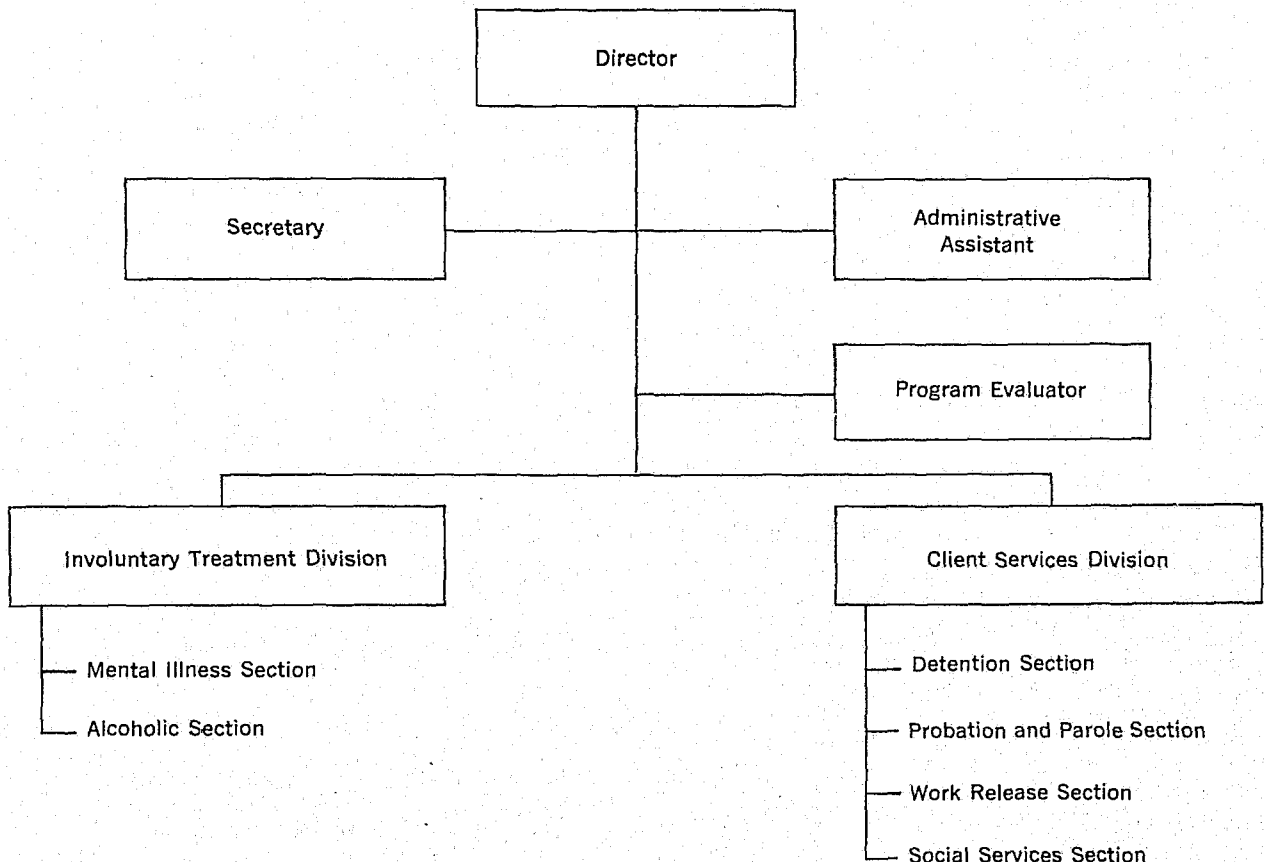 Director
Secretary
Administrative
Assistant
Program Evaluator
Involuntary Treatment Division
Client Services Division
Mental Illness Section
Alcoholic Section
Detention Section
Probation and Parole Section
Work Release Section
Social Services Section